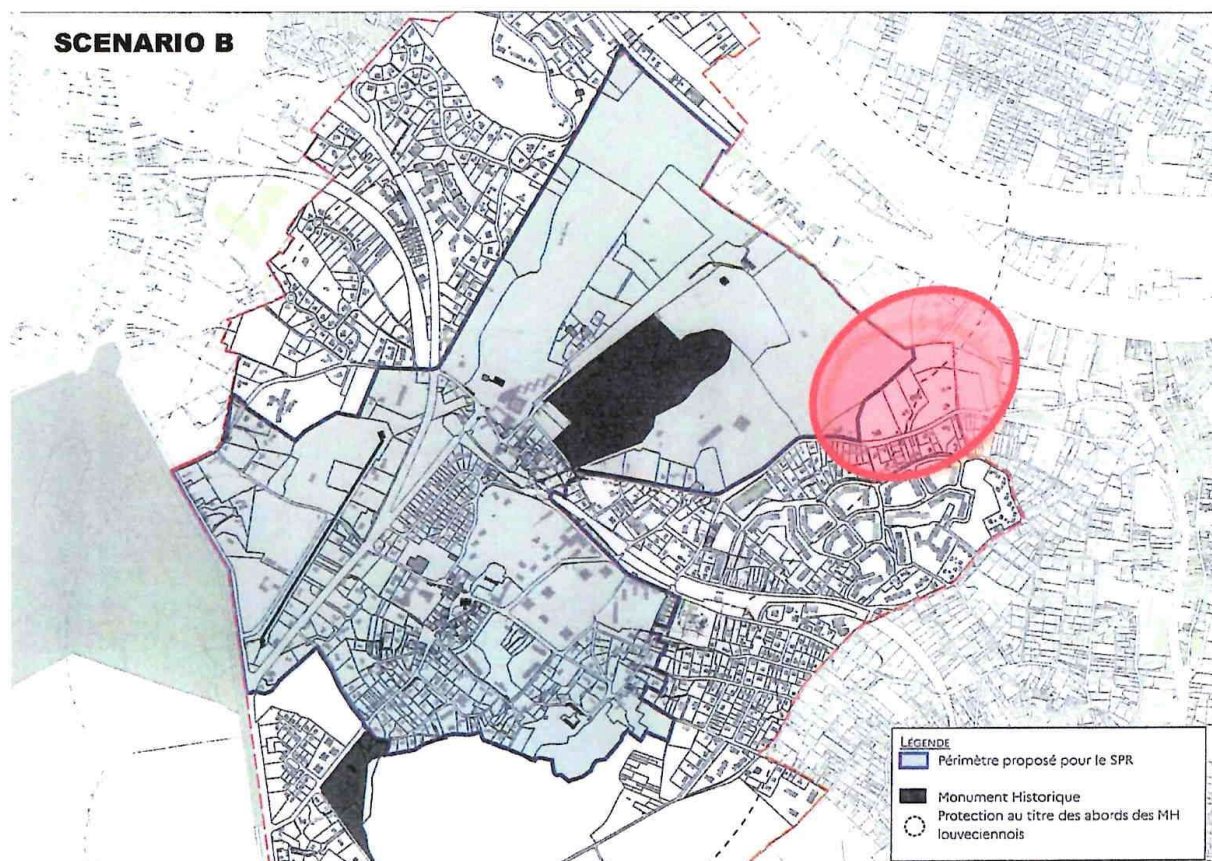 SCENARIO B
LÉGENDE
Périmètre proposé pour le SPR
Monument Historique
Protection au titre des abords des MH
louveciennois